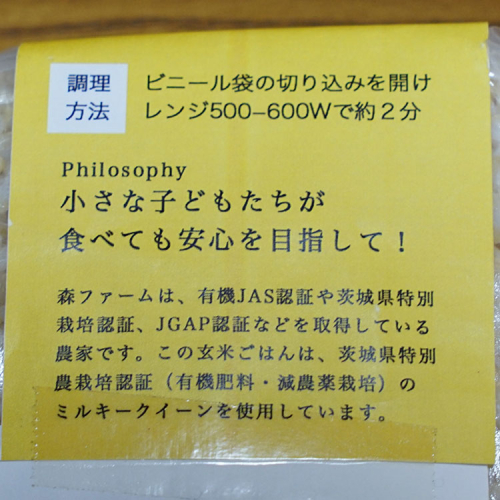 調理
方法
ビニール袋の切り込みを開け
レンジ500-600Wで約2分
Philosophy
小さな子どもたちが
食べても安心を目指して!
森ファームは、有機JAS認証や茨城県特別
栽培認証、JGAP認証などを取得している
農家です。この玄米ごはんは、茨城県特別
農栽培認証(有機肥料・減農薬栽培)の
ミルキークイーンを使用しています。